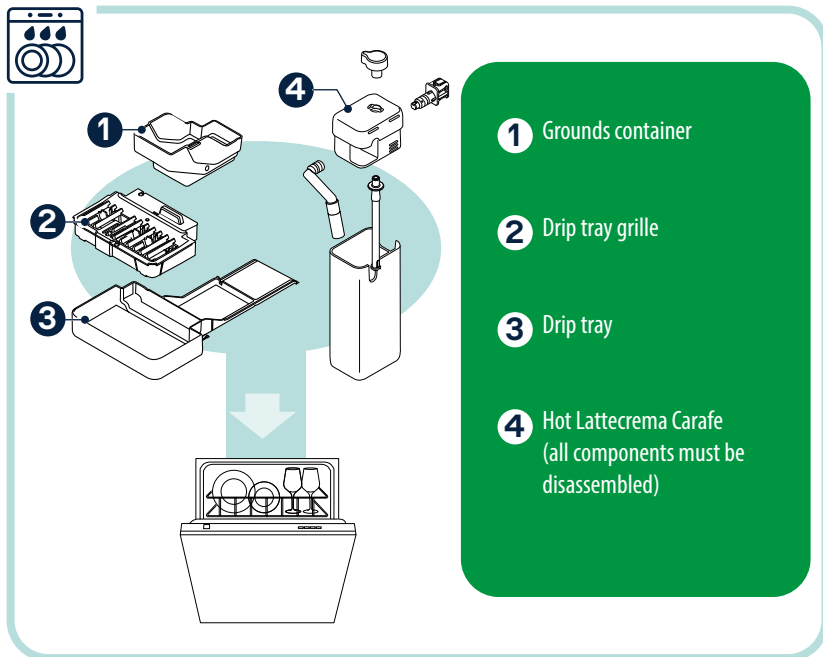 4
1
2
3
1 Grounds container
2 Drip tray grille
3 Drip tray
4 Hot Lattecrema Carafe
(all components must be
disassembled)